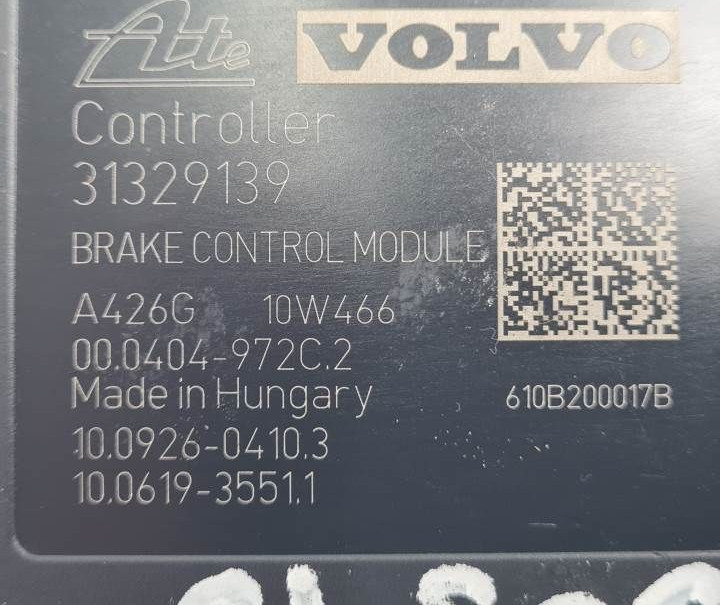 Ate VOLVO
Controller
31329139
BRAKE CONTROL MODULE
A426G 10W466
00.0404-972C.2
Made in Hungary 610B200017B
10.0926-0410.3
10.0619-3551.1